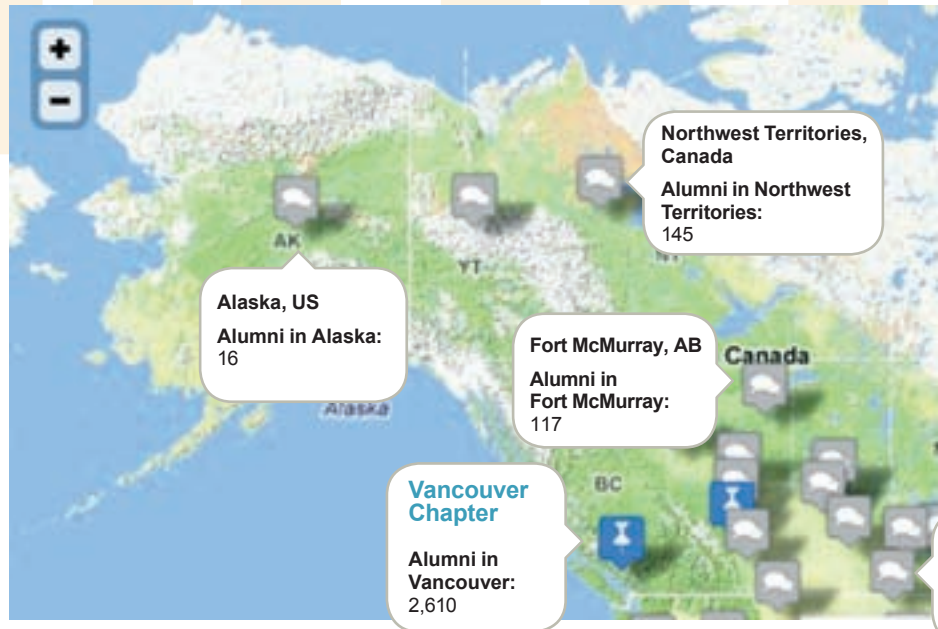 +
-
Northwest Territories,
Canada
Alumni in Northwest
Territories:
145
AK
YT
NT
Alaska, US
Alumni in Alaska:
16
Fort McMurray, AB
Alumni in
Fort McMurray:
117
Canada
Alaska
BC
Vancouver
Chapter
Alumni in
Vancouver:
2,610